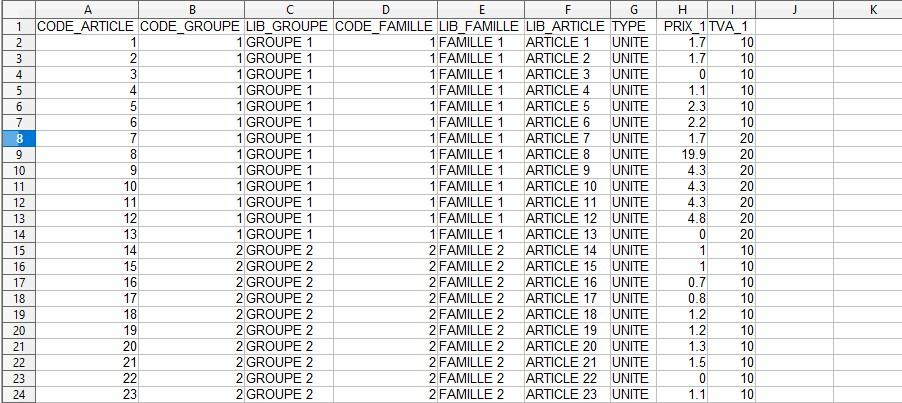 A B C D E F G H I J K
1 CODE_ARTICLE CODE_GROUPE LIB_GROUPE CODE_FAMILLE LIB_FAMILLE LIB_ARTICLE TYPE PRIX_1 TVA_1
2 1 1 GROUPE 1 1 FAMILLE 1 ARTICLE 1 UNITE 1.7 10
3 2 1 GROUPE 1 1 FAMILLE 1 ARTICLE 2 UNITE 1.7 10
4 3 1 GROUPE 1 1 FAMILLE 1 ARTICLE 3 UNITE 0 10
5 4 1 GROUPE 1 1 FAMILLE 1 ARTICLE 4 UNITE 1.1 10
6 5 1 GROUPE 1 1 FAMILLE 1 ARTICLE 5 UNITE 2.3 10
7 6 1 GROUPE 1 1 FAMILLE 1 ARTICLE 6 UNITE 2.2 10
8 7 1 GROUPE 1 1 FAMILLE 1 ARTICLE 7 UNITE 1.7 20
9 8 1 GROUPE 1 1 FAMILLE 1 ARTICLE 8 UNITE 19.9 20
10 9 1 GROUPE 1 1 FAMILLE 1 ARTICLE 9 UNITE 4.3 20
11 10 1 GROUPE 1 1 FAMILLE 1 ARTICLE 10 UNITE 4.3 20
12 11 1 GROUPE 1 1 FAMILLE 1 ARTICLE 11 UNITE 4.3 20
13 12 1 GROUPE 1 1 FAMILLE 1 ARTICLE 12 UNITE 4.8 20
14 13 1 GROUPE 1 1 FAMILLE 1 ARTICLE 13 UNITE 0 20
15 14 2 GROUPE 2 2 FAMILLE 2 ARTICLE 14 UNITE 1 10
16 15 2 GROUPE 2 2 FAMILLE 2 ARTICLE 15 UNITE 1 10
17 16 2 GROUPE 2 2 FAMILLE 2 ARTICLE 16 UNITE 0.7 10
18 17 2 GROUPE 2 2 FAMILLE 2 ARTICLE 17 UNITE 0.8 10
19 18 2 GROUPE 2 2 FAMILLE 2 ARTICLE 18 UNITE 1.2 10
20 19 2 GROUPE 2 2 FAMILLE 2 ARTICLE 19 UNITE 1.2 10
21 20 2 GROUPE 2 2 FAMILLE 2 ARTICLE 20 UNITE 1.3 10
22 21 2 GROUPE 2 2 FAMILLE 2 ARTICLE 21 UNITE 1.5 10
23 22 2 GROUPE 2 2 FAMILLE 2 ARTICLE 22 UNITE 0 10
24 23 2 GROUPE 2 2 FAMILLE 2 ARTICLE 23 UNITE 1.1 10